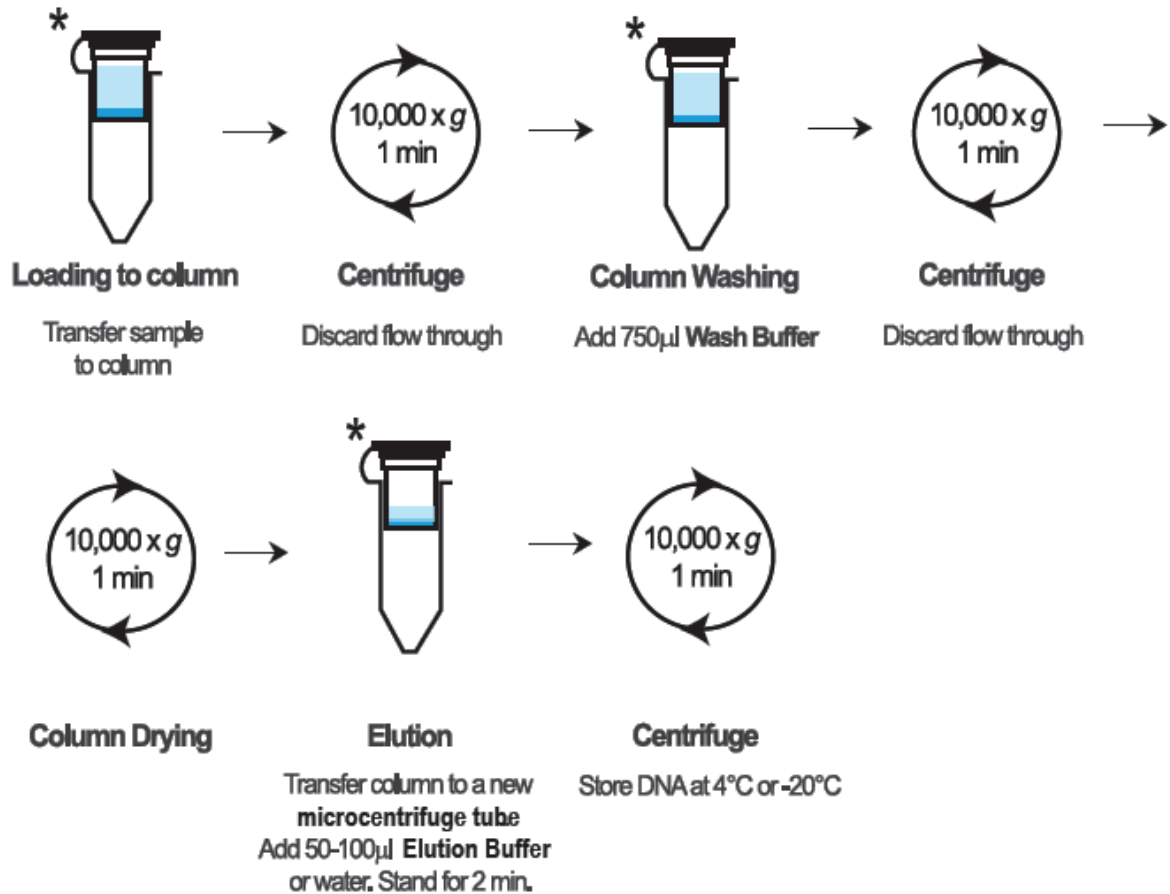 *
*
10,000 x g
1 min
10,000 x g
1 min
Loading to column
Centrifuge
Column Washing
Centrifuge
Transfer sample
to column
Discard flow through
Add 750µl Wash Buffer
Discard flow through
*
10,000 x g
1 min
10,000 x g
1 min
Column Drying
Elution
Centrifuge
Transfer column to a new
microcentrifuge tube
Add 50-100µl Elution Buffer
or water. Stand for 2 min.
Store DNA at 4°C or -20°C